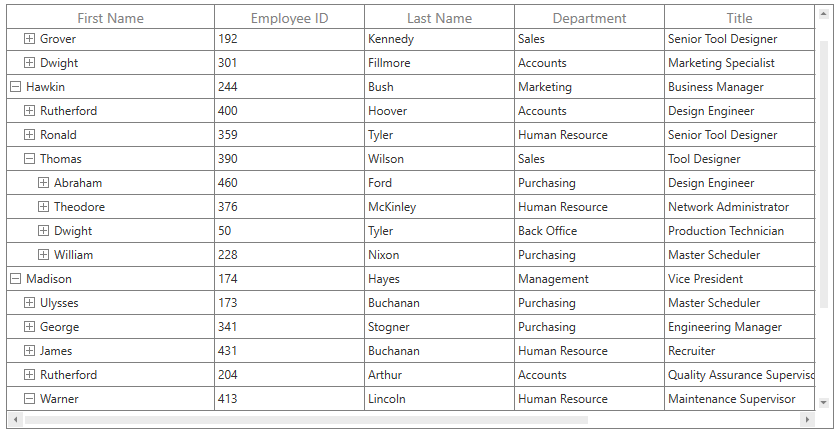 First Name Employee ID Last Name Department Title
Grover 192 Kennedy Sales Senior Tool Designer
Dwight 301 Fillmore Accounts Marketing Specialist
Hawkin 244 Bush Marketing Business Manager
Rutherford 400 Hoover Accounts Design Engineer
Ronald 359 Tyler Human Resource Senior Tool Designer
Thomas 390 Wilson Sales Tool Designer
Abraham 460 Ford Purchasing Design Engineer
Theodore 376 McKinley Human Resource Network Administrator
Dwight 50 Tyler Back Office Production Technician
William 228 Nixon Purchasing Master Scheduler
Madison 174 Hayes Management Vice President
Ulysses 173 Buchanan Purchasing Master Scheduler
George 341 Stogner Purchasing Engineering Manager
James 431 Buchanan Human Resource Recruiter
Rutherford 204 Arthur Accounts Quality Assurance Superviso
Warner 413 Lincoln Human Resource Maintenance Supervisor